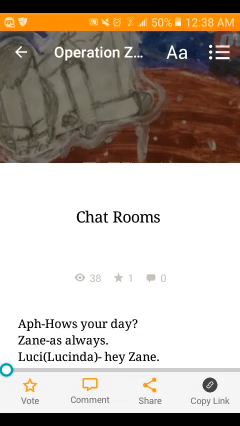 50% 12:38 AM
Operation Z... Aa
Chat Rooms
38 1 0
Aph-Hows your day?
Zane-as always.
Luci(Lucinda)- hey Zane.
Vote Comment Share Copy Link